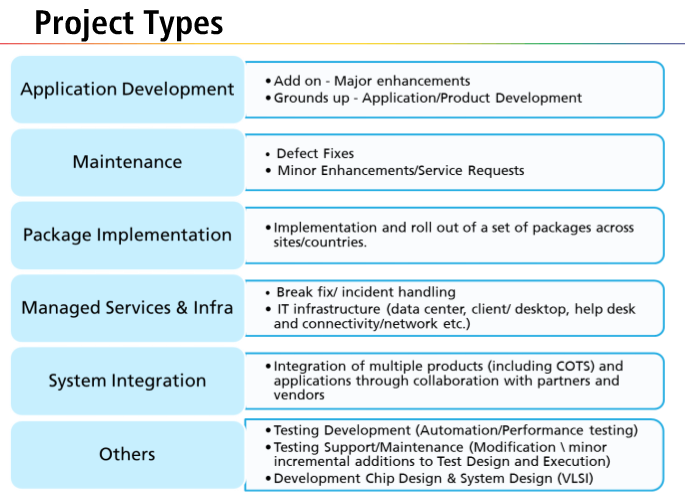 Project Types
Application Development
• Add on - Major enhancements
• Grounds up - Application/Product Development
Maintenance
• Defect Fixes
• Minor Enhancements/Service Requests
Package Implementation
• Implementation and roll out of a set of packages across
sites/countries.
Managed Services & Infra
• Break fix/ incident handling
• IT infrastructure (data center, client/ desktop, help desk
and connectivity/network etc.)
System Integration
• Integration of multiple products (including COTS) and
applications through collaboration with partners and
vendors
Others
• Testing Development (Automation/Performance testing)
• Testing Support/Maintenance (Modification \ minor
incremental additions to Test Design and Execution)
• Development Chip Design & System Design (VLSI)